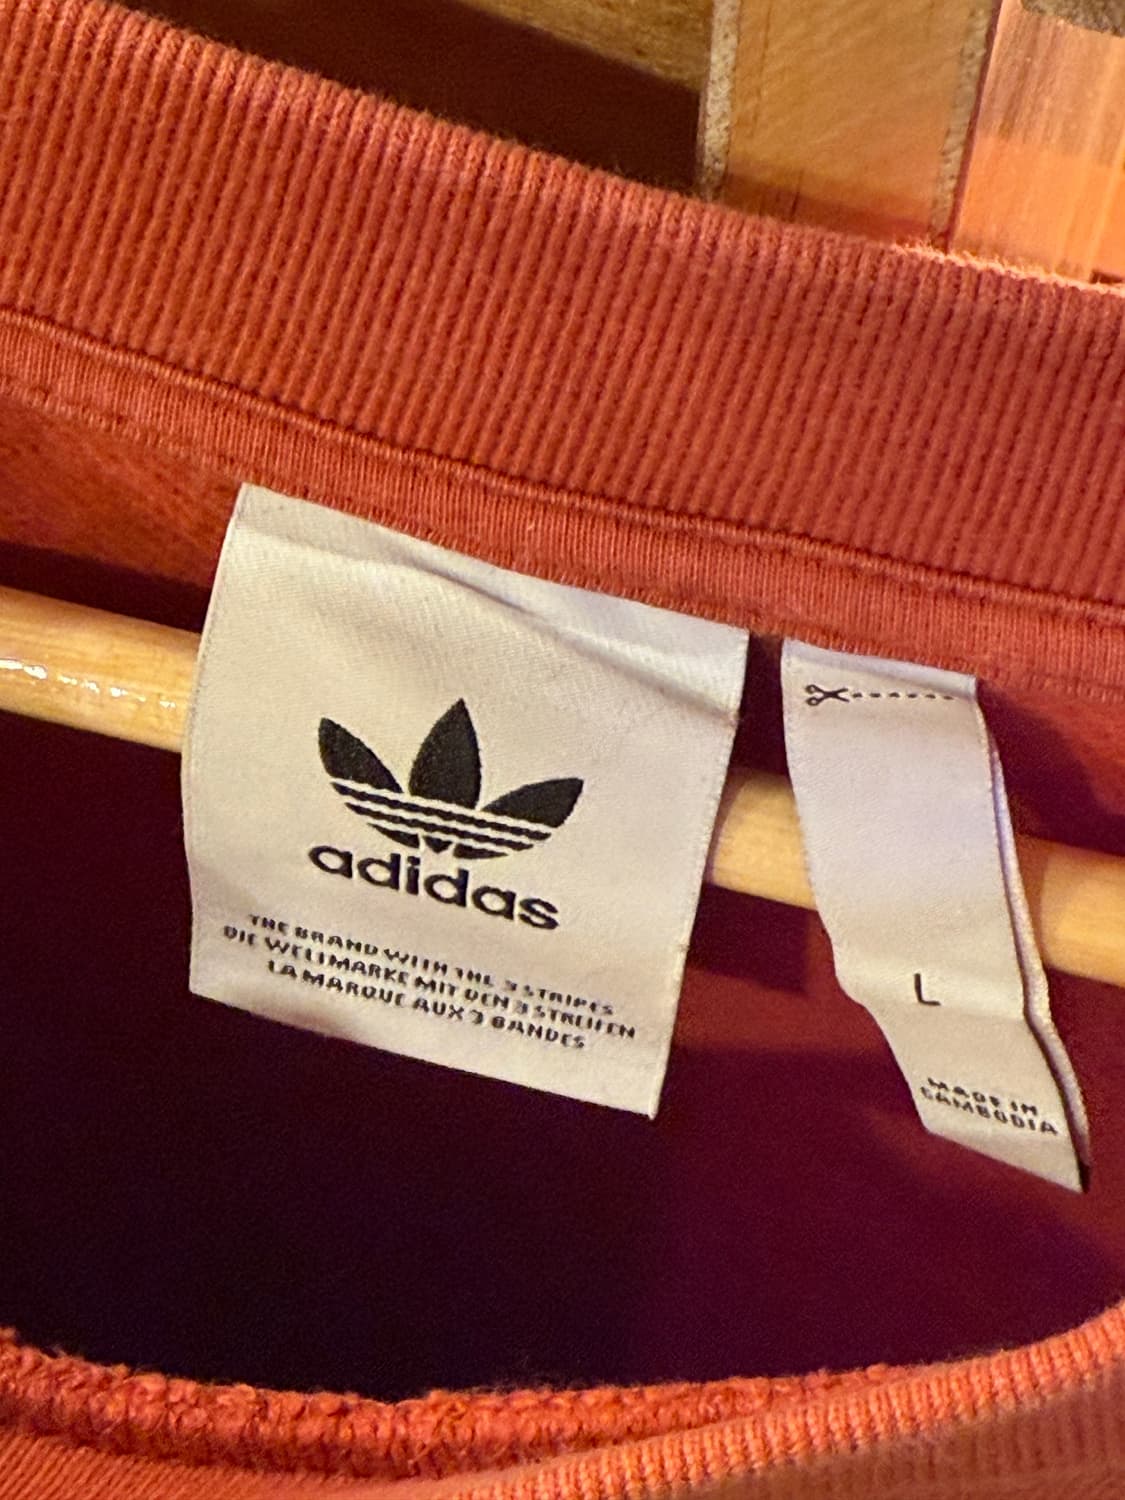 adidas
THE BRAND WITH THE 3 STRIPES
DIE WELTMARKE MIT DEN 3 STREIFEN
LA MARQUE AUX 3 BANDES
L
MADE IN
CAMBODIA